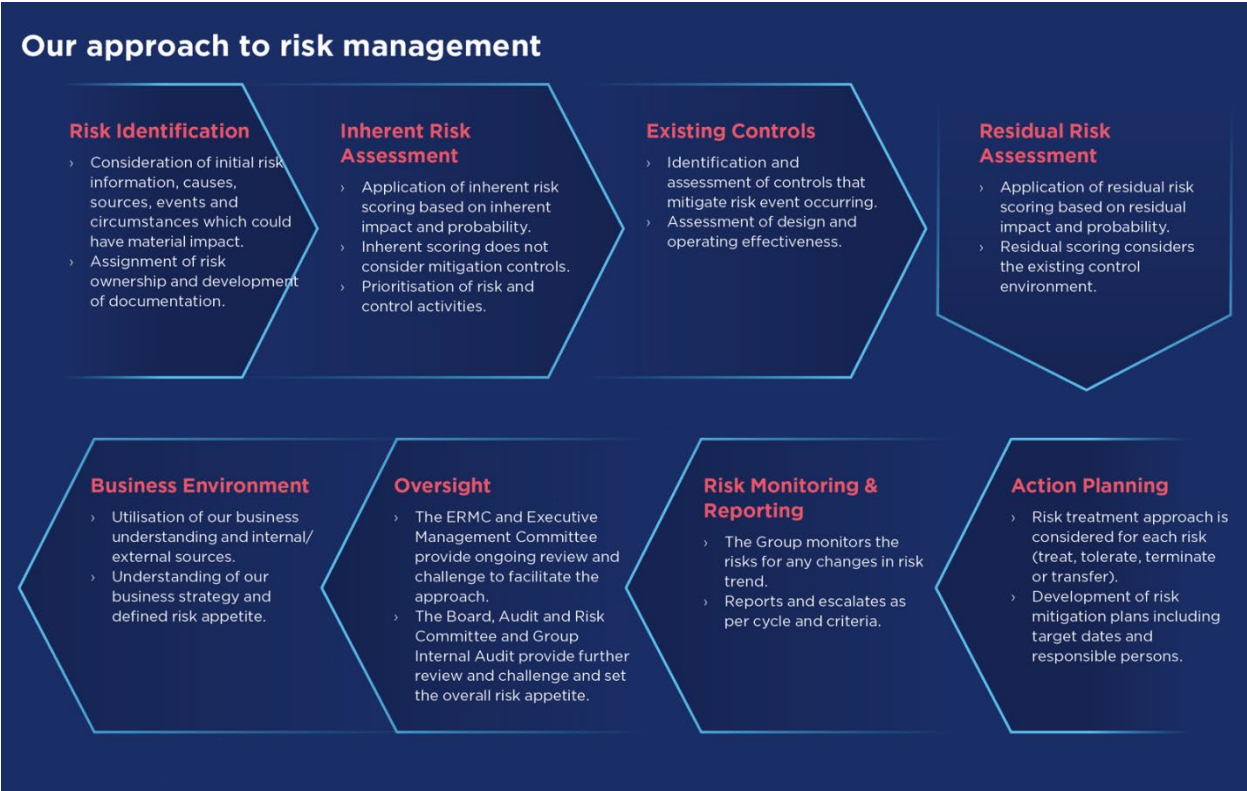 Our approach to risk management
Risk Identification
› Consideration of initial risk
information, causes,
sources, events and
circumstances which could
have material impact.
› Assignment of risk
ownership and development
of documentation.
Inherent Risk
Assessment
› Application of inherent risk
scoring based on inherent
impact and probability.
› Inherent scoring does not
consider mitigation controls.
› Prioritisation of risk and
control activities.
Existing Controls
› Identification and
assessment of controls that
mitigate risk event occurring.
› Assessment of design and
operating effectiveness.
Residual Risk
Assessment
› Application of residual risk
scoring based on residual
impact and probability.
› Residual scoring considers
the existing control
environment.
Business Environment
› Utilisation of our business
understanding and internal/
external sources.
› Understanding of our
business strategy and
defined risk appetite.
Oversight
› The ERMC and Executive
Management Committee
provide ongoing review and
challenge to facilitate the
approach.
› The Board, Audit and Risk
Committee and Group
Internal Audit provide further
review and challenge and set
the overall risk appetite.
Risk Monitoring &
Reporting
› The Group monitors the
risks for any changes in risk
trend.
› Reports and escalates as
per cycle and criteria.
Action Planning
› Risk treatment approach is
considered for each risk
(treat, tolerate, terminate
or transfer).
› Development of risk
mitigation plans including
target dates and
responsible persons.